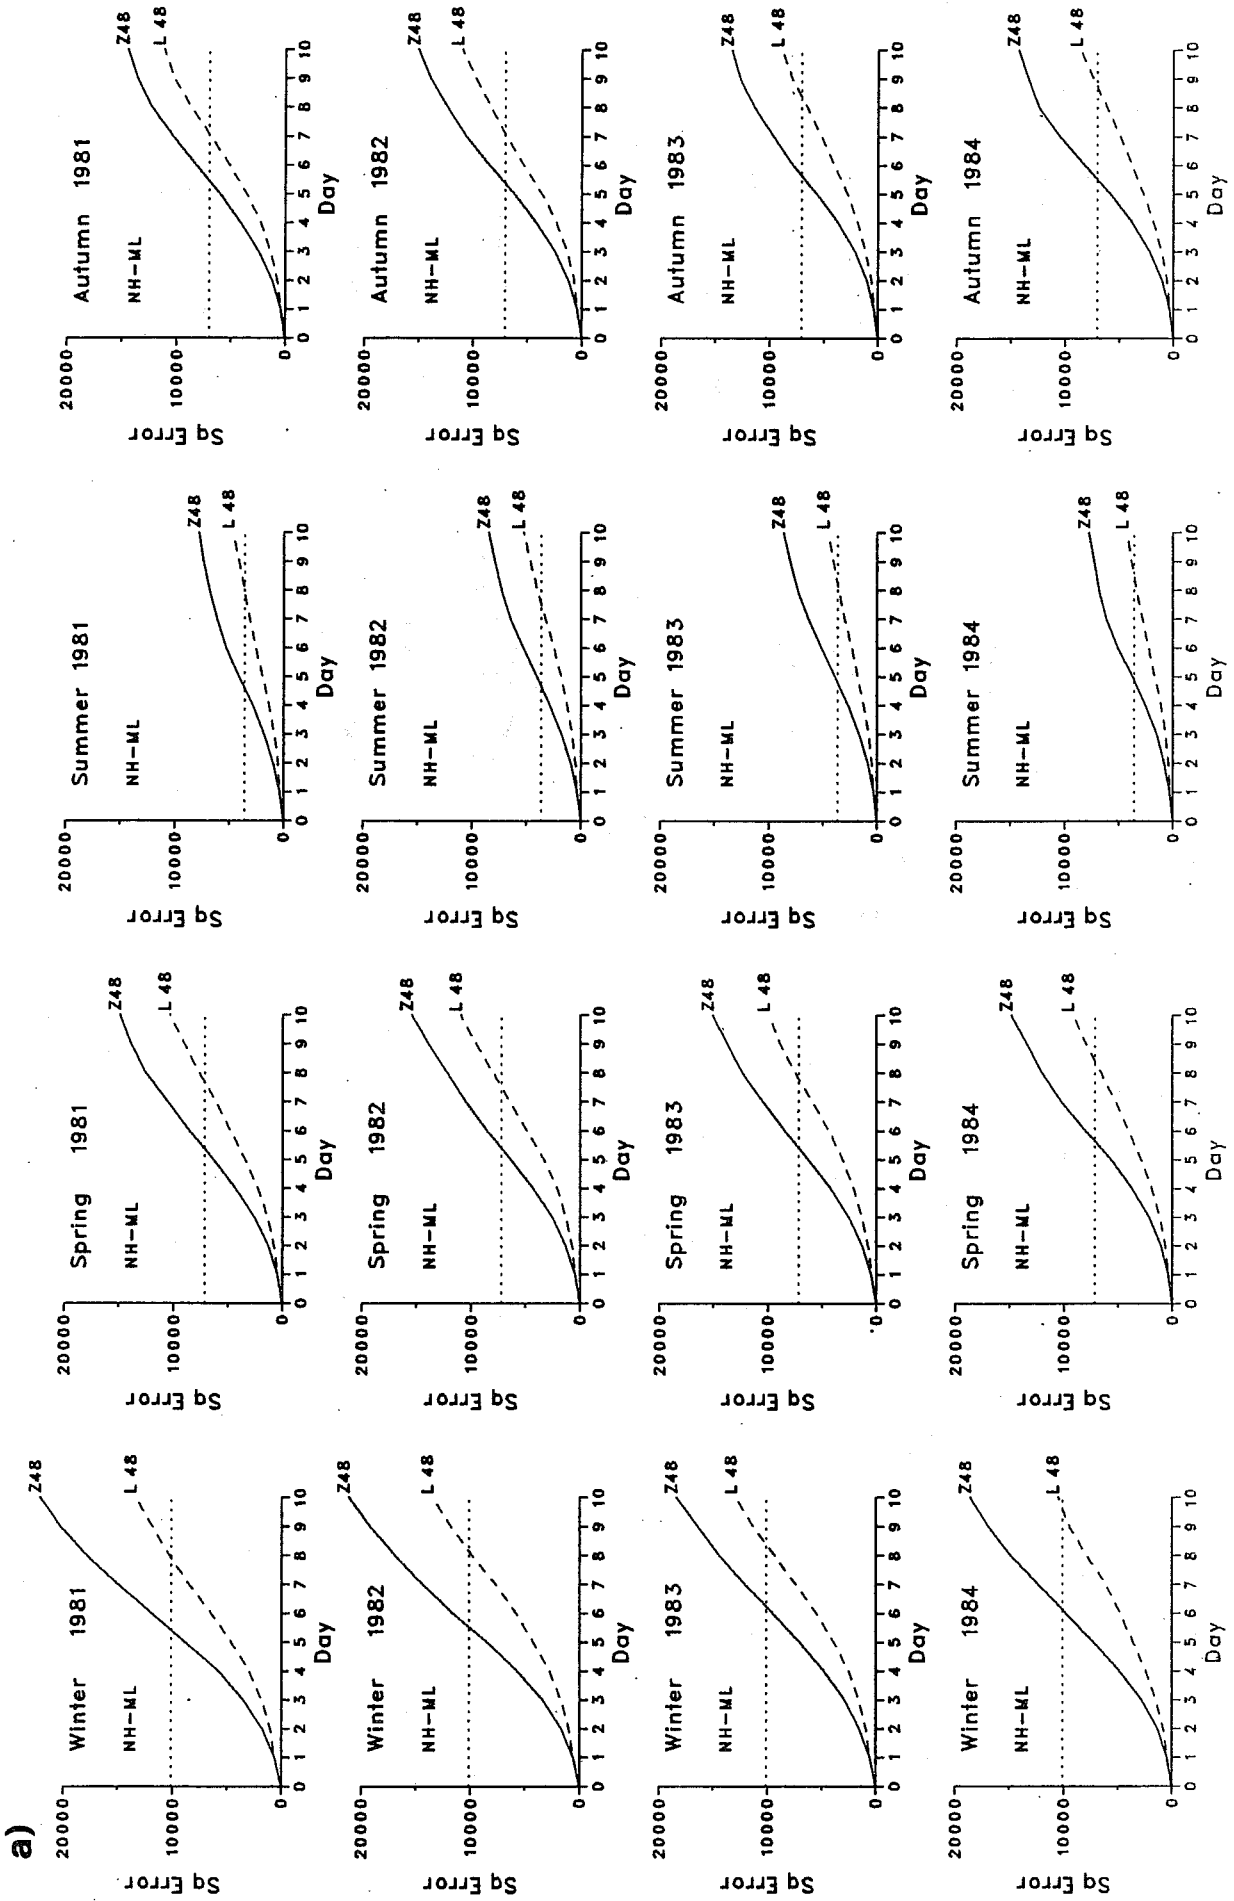 a)
20000
10000
0
Sq Error
Winter 1981
NH-ML
Z48
L 48
0 1 2 3 4 5 6 7 8 9 10
Day
20000
10000
0
Sq Error
Spring 1981
NH-ML
Z48
L 48
0 1 2 3 4 5 6 7 8 9 10
Day
20000
10000
0
Sq Error
Summer 1981
NH-ML
Z48
L 48
0 1 2 3 4 5 6 7 8 9 10
Day
20000
10000
0
Sq Error
Autumn 1981
NH-ML
Z48
L 48
0 1 2 3 4 5 6 7 8 9 10
Day
20000
10000
0
Sq Error
Winter 1982
NH-ML
Z48
L 48
0 1 2 3 4 5 6 7 8 9 10
Day
20000
10000
0
Sq Error
Spring 1982
NH-ML
Z48
L 48
0 1 2 3 4 5 6 7 8 9 10
Day
20000
10000
0
Sq Error
Summer 1982
NH-ML
Z48
L 48
0 1 2 3 4 5 6 7 8 9 10
Day
20000
10000
0
Sq Error
Autumn 1982
NH-ML
Z48
L 48
0 1 2 3 4 5 6 7 8 9 10
Day
20000
10000
0
Sq Error
Winter 1983
NH-ML
Z48
L 48
0 1 2 3 4 5 6 7 8 9 10
Day
20000
10000
0
Sq Error
Spring 1983
NH-ML
Z48
L 48
0 1 2 3 4 5 6 7 8 9 10
Day
20000
10000
0
Sq Error
Summer 1983
NH-ML
Z48
L 48
0 1 2 3 4 5 6 7 8 9 10
Day
20000
10000
0
Sq Error
Autumn 1983
NH-ML
Z48
L 48
0 1 2 3 4 5 6 7 8 9 10
Day
20000
10000
0
Sq Error
Winter 1984
NH-ML
Z48
L 48
0 1 2 3 4 5 6 7 8 9 10
Day
20000
10000
0
Sq Error
Spring 1984
NH-ML
Z48
L 48
0 1 2 3 4 5 6 7 8 9 10
Day
20000
10000
0
Sq Error
Summer 1984
NH-ML
Z48
L 48
0 1 2 3 4 5 6 7 8 9 10
Day
20000
10000
0
Sq Error
Autumn 1984
NH-ML
Z48
L 48
0 1 2 3 4 5 6 7 8 9 10
Day